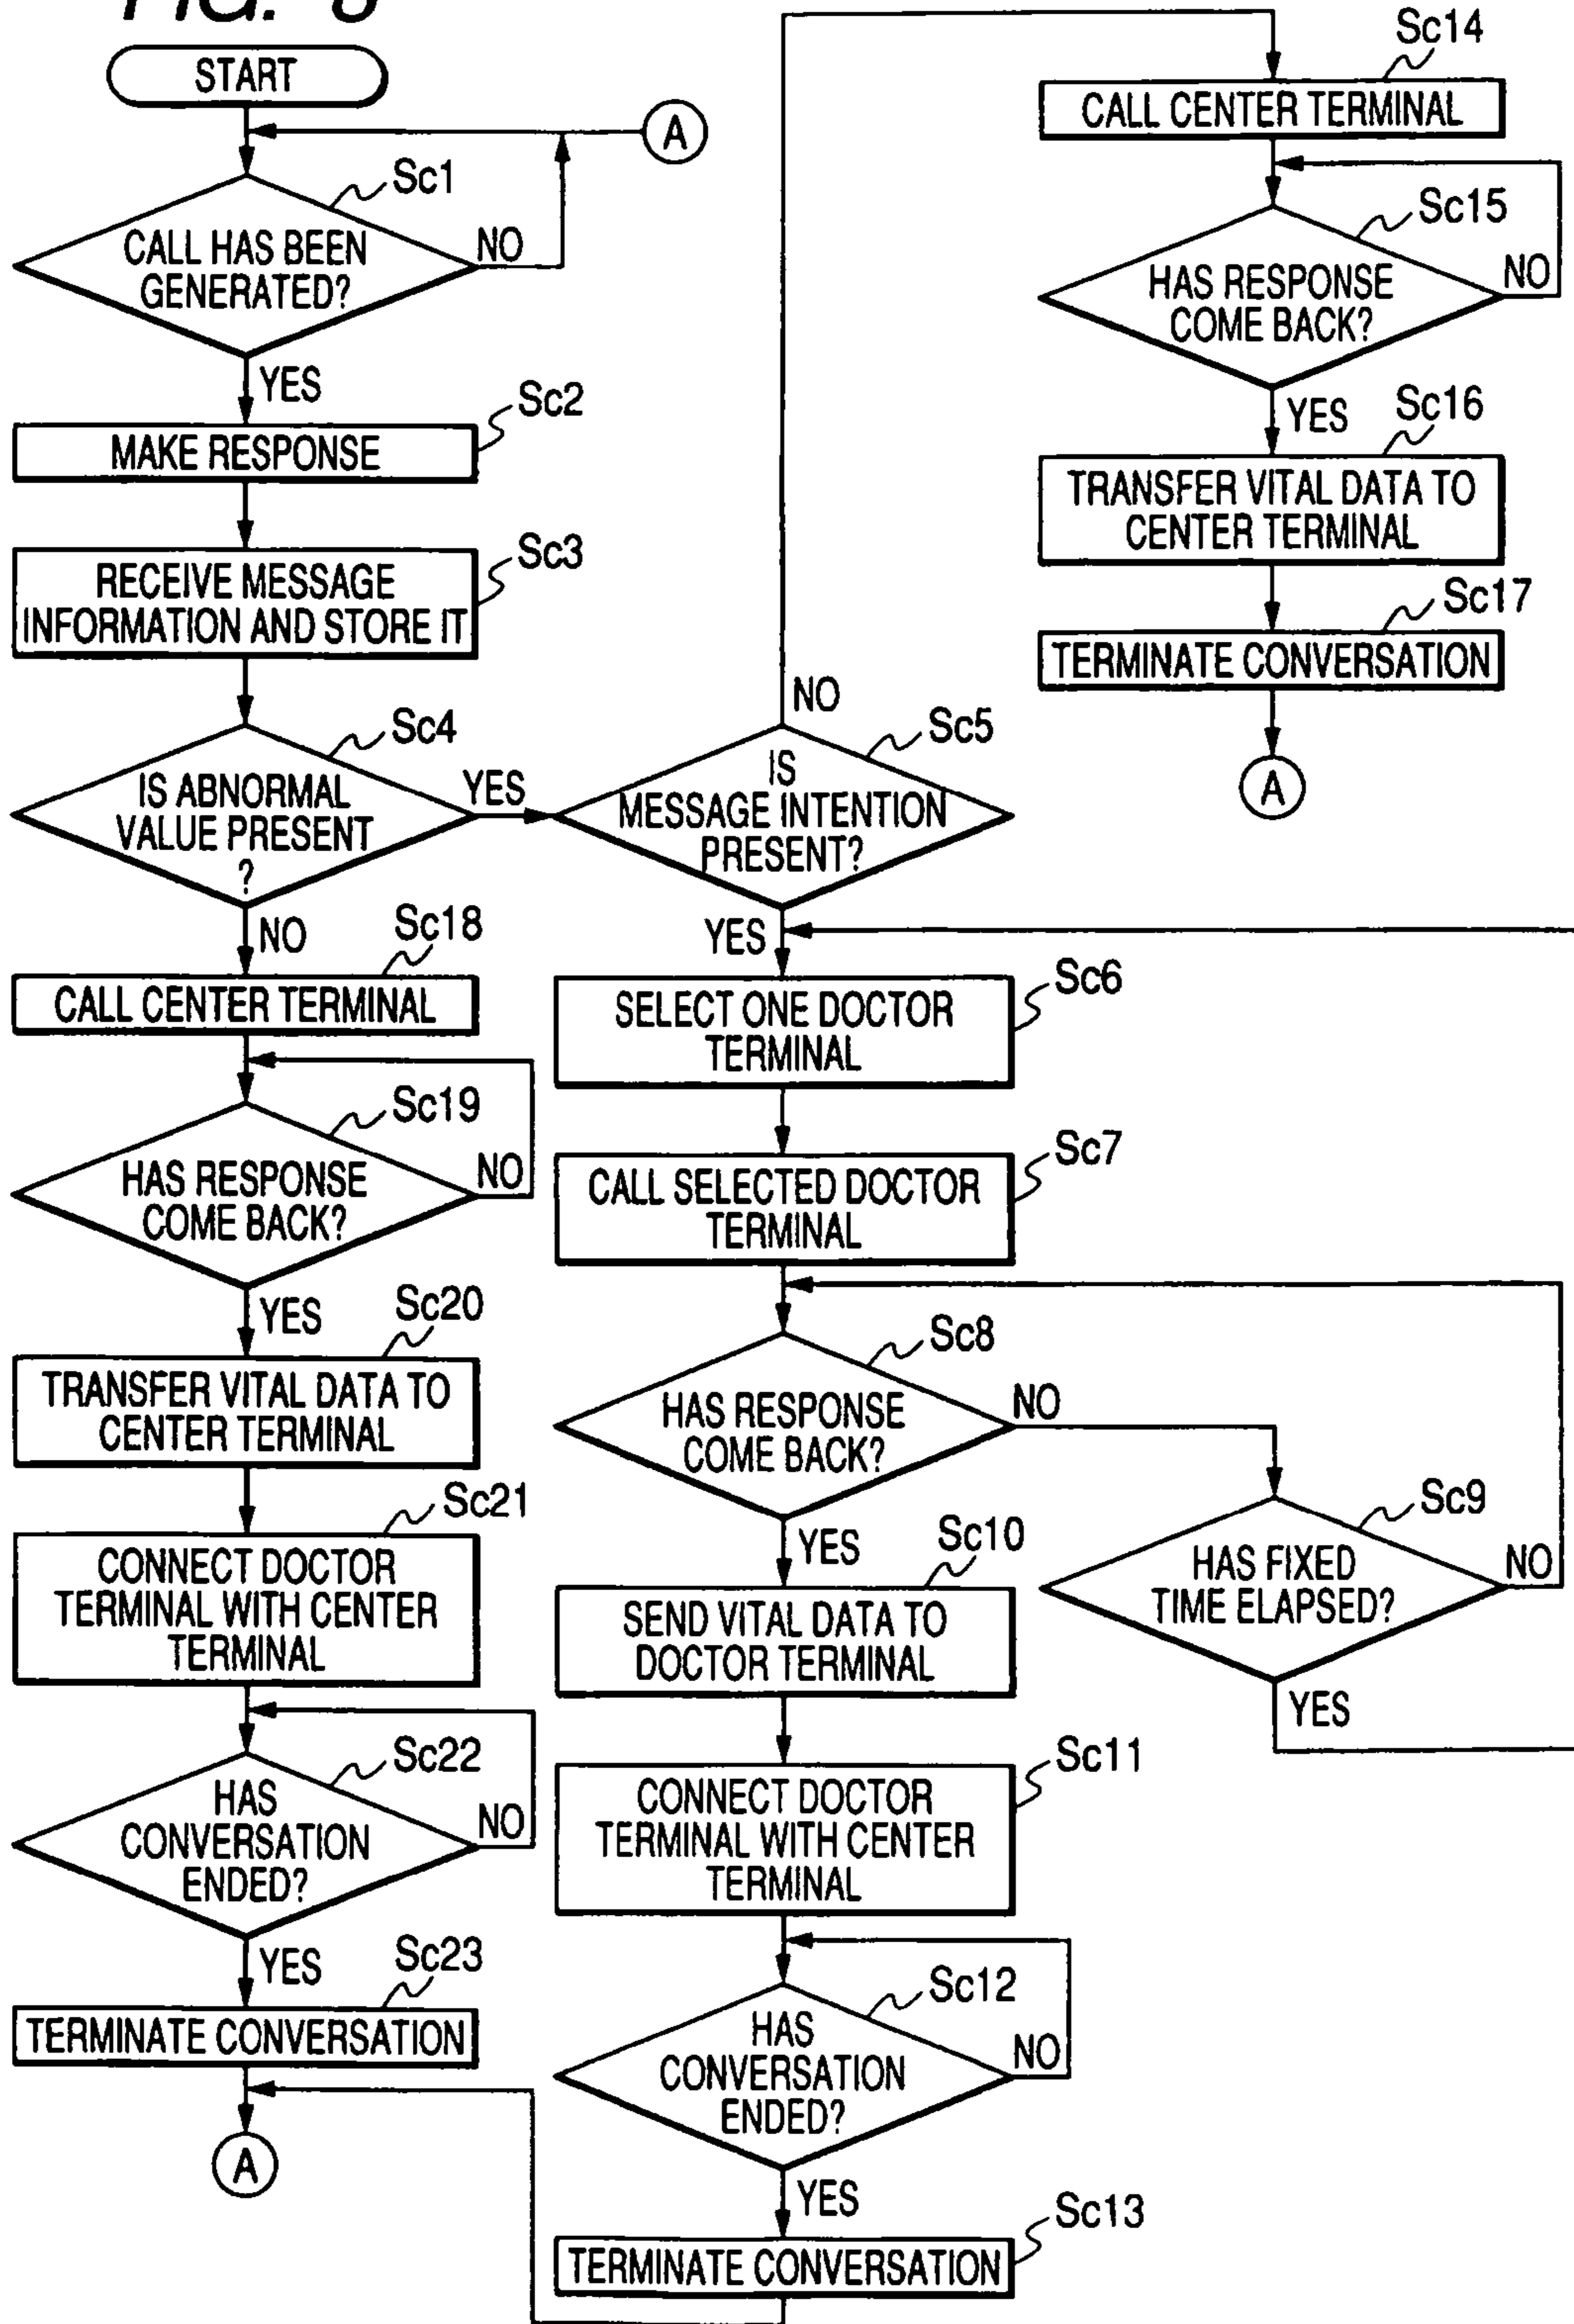 FIG.
START
A
Sc1
CALL HAS BEEN
GENERATED?
NO
YES
Sc2
MAKE RESPONSE
Sc3
RECEIVE MESSAGE
INFORMATION AND STORE IT
Sc4
IS ABNORMAL
VALUE PRESENT
?
YES
NO
Sc18
CALL CENTER TERMINAL
Sc19
HAS RESPONSE
COME BACK?
NO
YES
Sc20
TRANSFER VITAL DATA TO
CENTER TERMINAL
Sc21
CONNECT DOCTOR
TERMINAL WITH CENTER
TERMINAL
Sc22
HAS
CONVERSATION
ENDED?
NO
YES
Sc23
TERMINATE CONVERSATION
A
NO
Sc5
IS
MESSAGE INTENTION
PRESENT?
YES
Sc6
SELECT ONE DOCTOR
TERMINAL
Sc7
CALL SELECTED DOCTOR
TERMINAL
Sc8
HAS RESPONSE
COME BACK?
NO
YES
Sc9
HAS FIXED
TIME ELAPSED?
NO
YES
Sc10
SEND VITAL DATA TO
DOCTOR TERMINAL
Sc11
CONNECT DOCTOR
TERMINAL WITH CENTER
TERMINAL
Sc12
HAS
CONVERSATION
ENDED?
NO
YES
Sc13
TERMINATE CONVERSATION
Sc14
CALL CENTER TERMINAL
Sc15
HAS RESPONSE
COME BACK?
NO
YES
Sc16
TRANSFER VITAL DATA TO
CENTER TERMINAL
Sc17
TERMINATE CONVERSATION
A